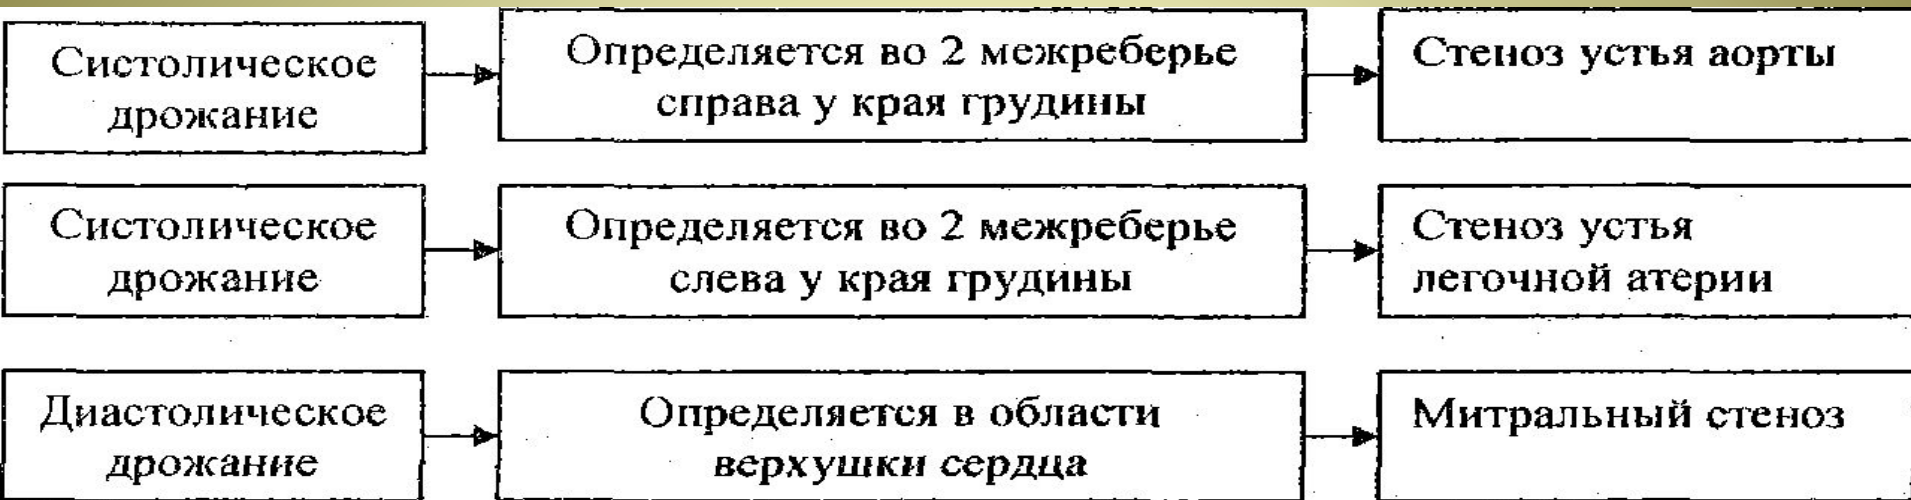 Систолическое
дрожание
Определяется во 2 межреберье
справа у края грудины
Стеноз устья аорты
Систолическое
дрожание
Определяется во 2 межреберье
слева у края грудины
Стеноз устья
легочной атерии
Диастолическое
дрожание
Определяется в области
верхушки сердца
Митральный стеноз